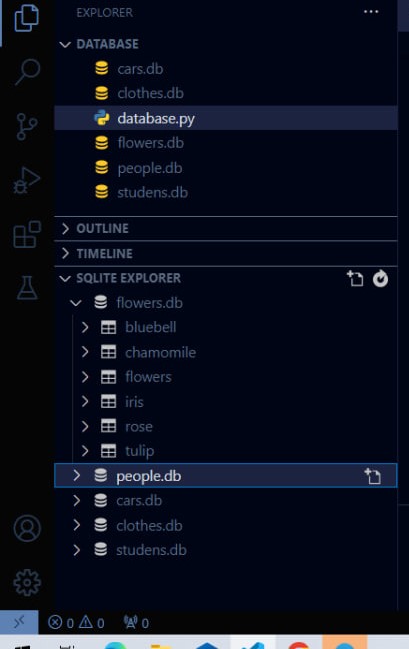 EXPLORER
DATABASE
cars.db
clothes.db
database.py
flowers.db
people.db
studens.db
OUTLINE
TIMELINE
SQLITE EXPLORER
flowers.db
bluebell
chamomile
flowers
iris
rose
tulip
people.db
cars.db
clothes.db
studens.db
0 0 0